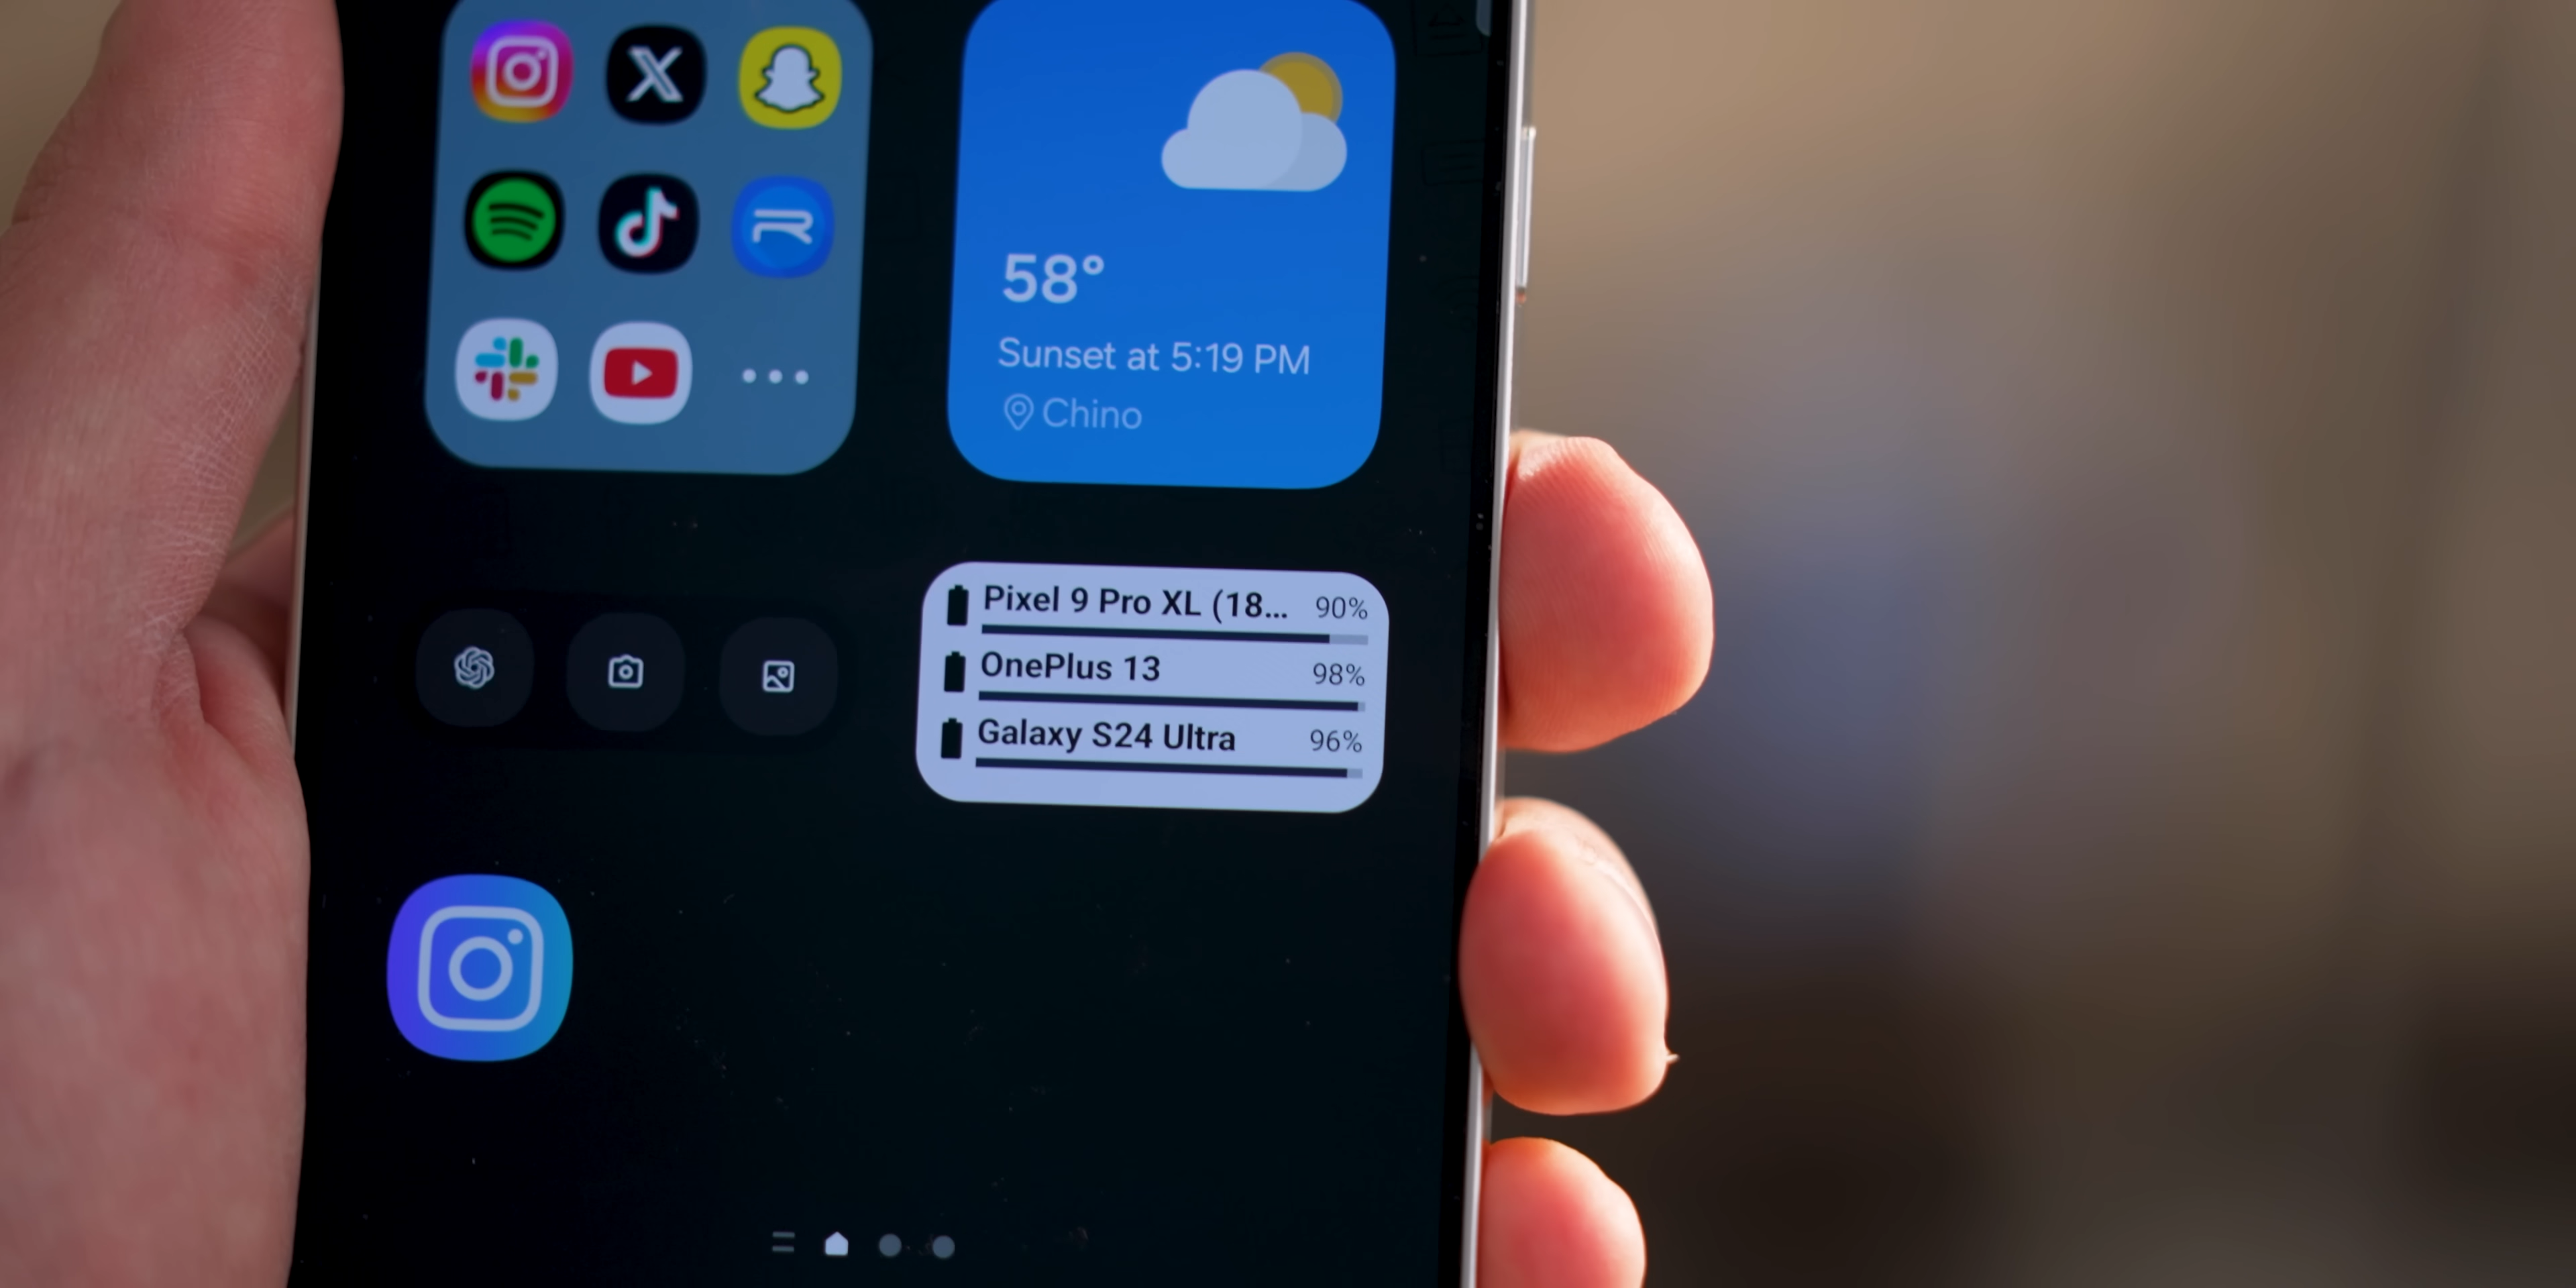 58°
Sunset at 5:19 PM
Chino
Pixel 9 Pro XL (18... 90%
OnePlus 13 98%
Galaxy S24 Ultra 96%